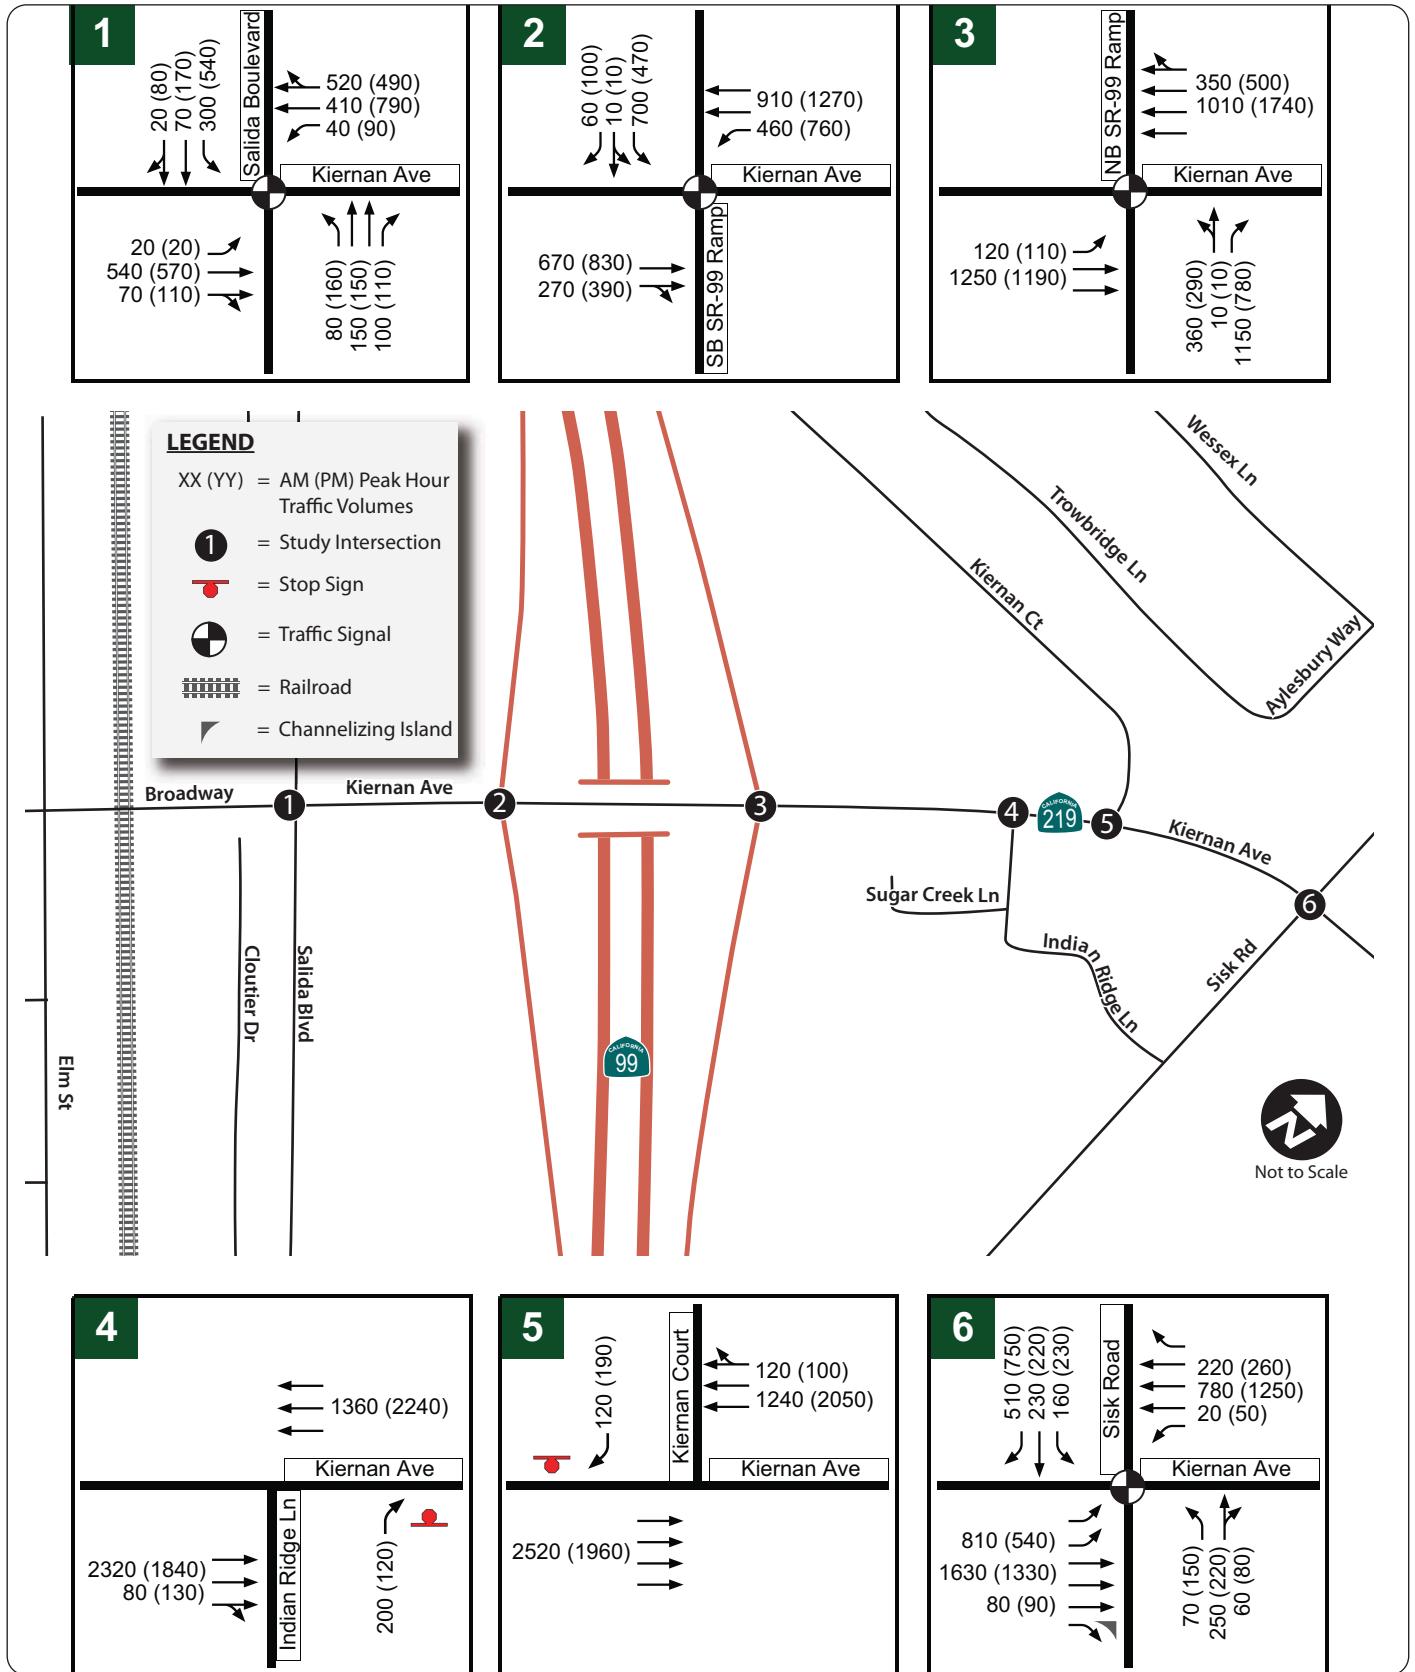 1
Salida Boulevard
20 (80)
70 (170)
300 (540)
520 (490)
410 (790)
40 (90)
Kiernan Ave
20 (20)
540 (570)
70 (110)
80 (160)
150 (150)
100 (110)
2
60 (100)
10 (10)
700 (470)
910 (1270)
460 (760)
Kiernan Ave
670 (830)
270 (390)
SB SR-99 Ramp
3
NB SR-99 Ramp
350 (500)
1010 (1740)
Kiernan Ave
120 (110)
1250 (1190)
360 (290)
10 (10)
1150 (780)
LEGEND
XX (YY) = AM (PM) Peak Hour
Traffic Volumes
1 = Study Intersection
= Stop Sign
= Traffic Signal
= Railroad
= Channelizing Island
Wessex Ln
Trowbridge Ln
Kiernan Ct
Aylesbury Way
Broadway
1
Kiernan Ave
2
3
4
CALIFORNIA
219
5
Kiernan Ave
6
Sugar Creek Ln
Indian Ridge Ln
Sisk Rd
Cloutier Dr
Salida Blvd
Elm St
CALIFORNIA
99
N
Not to Scale
4
1360 (2240)
Kiernan Ave
2320 (1840)
80 (130)
Indian Ridge Ln
200 (120)
5
120 (190)
Kiernan Court
120 (100)
1240 (2050)
Kiernan Ave
2520 (1960)
6
510 (750)
230 (220)
160 (230)
Sisk Road
220 (260)
780 (1250)
20 (50)
Kiernan Ave
810 (540)
1630 (1330)
80 (90)
70 (150)
250 (220)
60 (80)